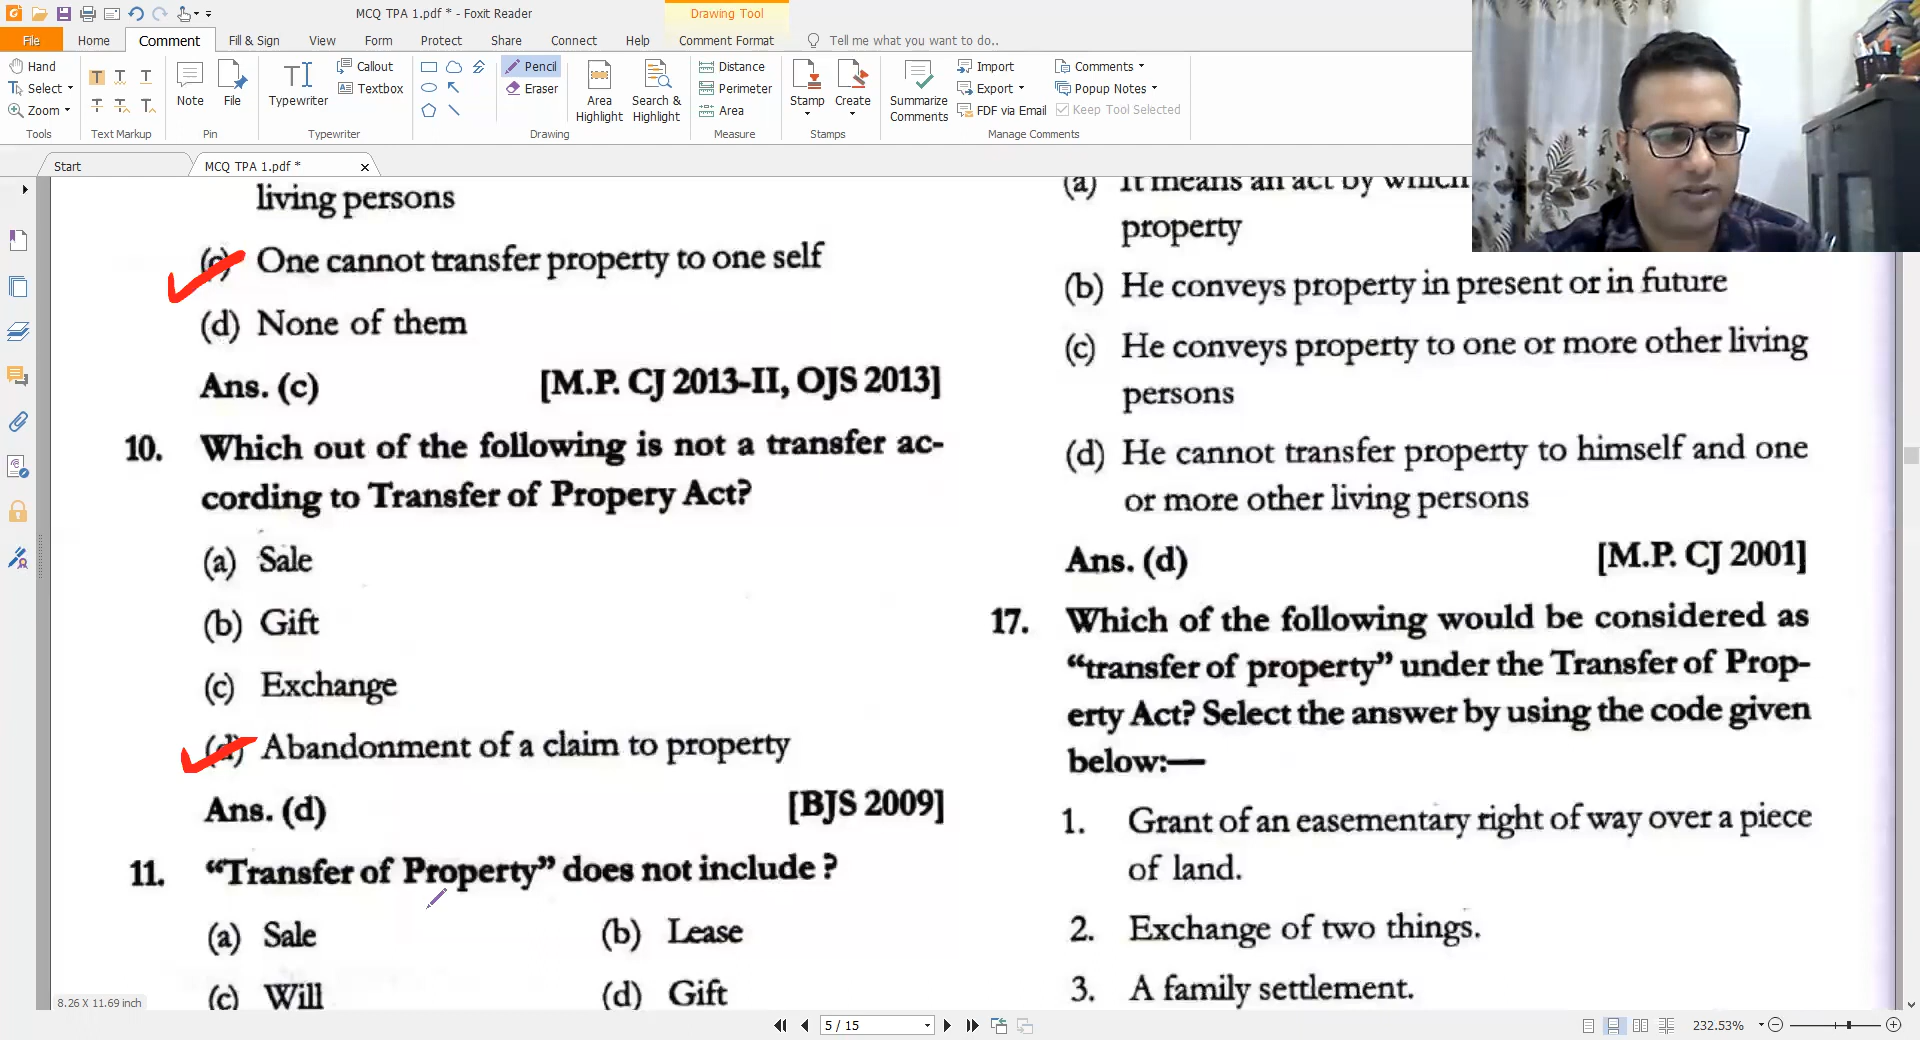 MCQ TPA 1.pdf * - Foxit Reader
Drawing Tool
File Home Comment Fill & Sign View Form Protect Share Connect Help Comment Format Tell me what you want to do..
Hand
Select
Zoom
Tools
T T T
Text Markup
Note File
Pin
Typewriter
Callout
Textbox
Typewriter
Pencil
Eraser
Area Highlight
Search & Highlight
Drawing
Distance
Perimeter
Area
Measure
Stamp Create
Stamps
Summarize Comments
Import
Export
FDF via Email
Comments
Popup Notes
Keep Tool Selected
Manage Comments
Start
MCQ TPA 1.pdf *
living persons
(c) One cannot transfer property to one self
(d) None of them
Ans. (c) [M.P. CJ 2013-II, OJS 2013]
10. Which out of the following is not a transfer ac-
cording to Transfer of Propery Act?
(a) Sale
(b) Gift
(c) Exchange
(d) Abandonment of a claim to property
Ans. (d) [BJS 2009]
11. “Transfer of Property” does not include ?
(a) Sale (b) Lease
(c) Will (d) Gift
(a) It means an act by which
property
(b) He conveys property in present or in future
(c) He conveys property to one or more other living
persons
(d) He cannot transfer property to himself and one
or more other living persons
Ans. (d) [M.P. CJ 2001]
17. Which of the following would be considered as
“transfer of property” under the Transfer of Prop-
erty Act? Select the answer by using the code given
below:—
1. Grant of an easementary right of way over a piece
of land.
2. Exchange of two things.
3. A family settlement.
8.26 X 11.69 inch
5 / 15
232.53%